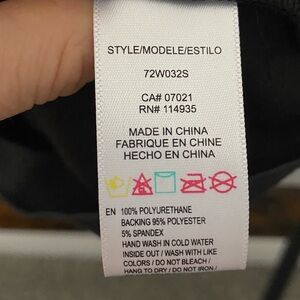 STYLE/MODELE/ESTILO
72W032S
CA# 07021
RN# 114935
MADE IN CHINA
FABRIQUE EN CHINE
HECHO EN CHINA
EN 100% POLYURETHANE
BACKING 95% POLYESTER
5% SPANDEX
HAND WASH IN COLD WATER
INSIDE OUT / WASH WITH LIKE
COLORS / DO NOT BLEACH /
HANG TO DRY / DO NOT IRON /